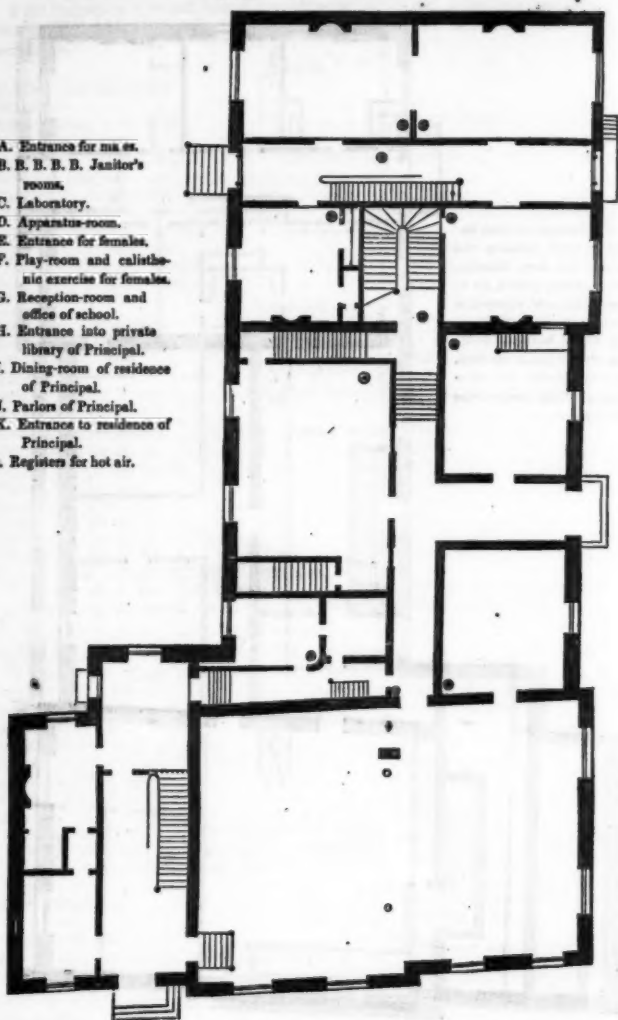 A. Entrance for ma es.
B. B. B. B. B. Janitor's
rooms.
C. Laboratory.
D. Apparatus-room.
E. Entrance for females.
F. Play-room and calisthe-
nic exercise for females.
G. Reception-room and
office of school.
H. Entrance into private
library of Principal.
I. Dining-room of residence
of Principal.
J. Parlors of Principal.
K. Entrance to residence of
Principal.
. Registers for hot air.